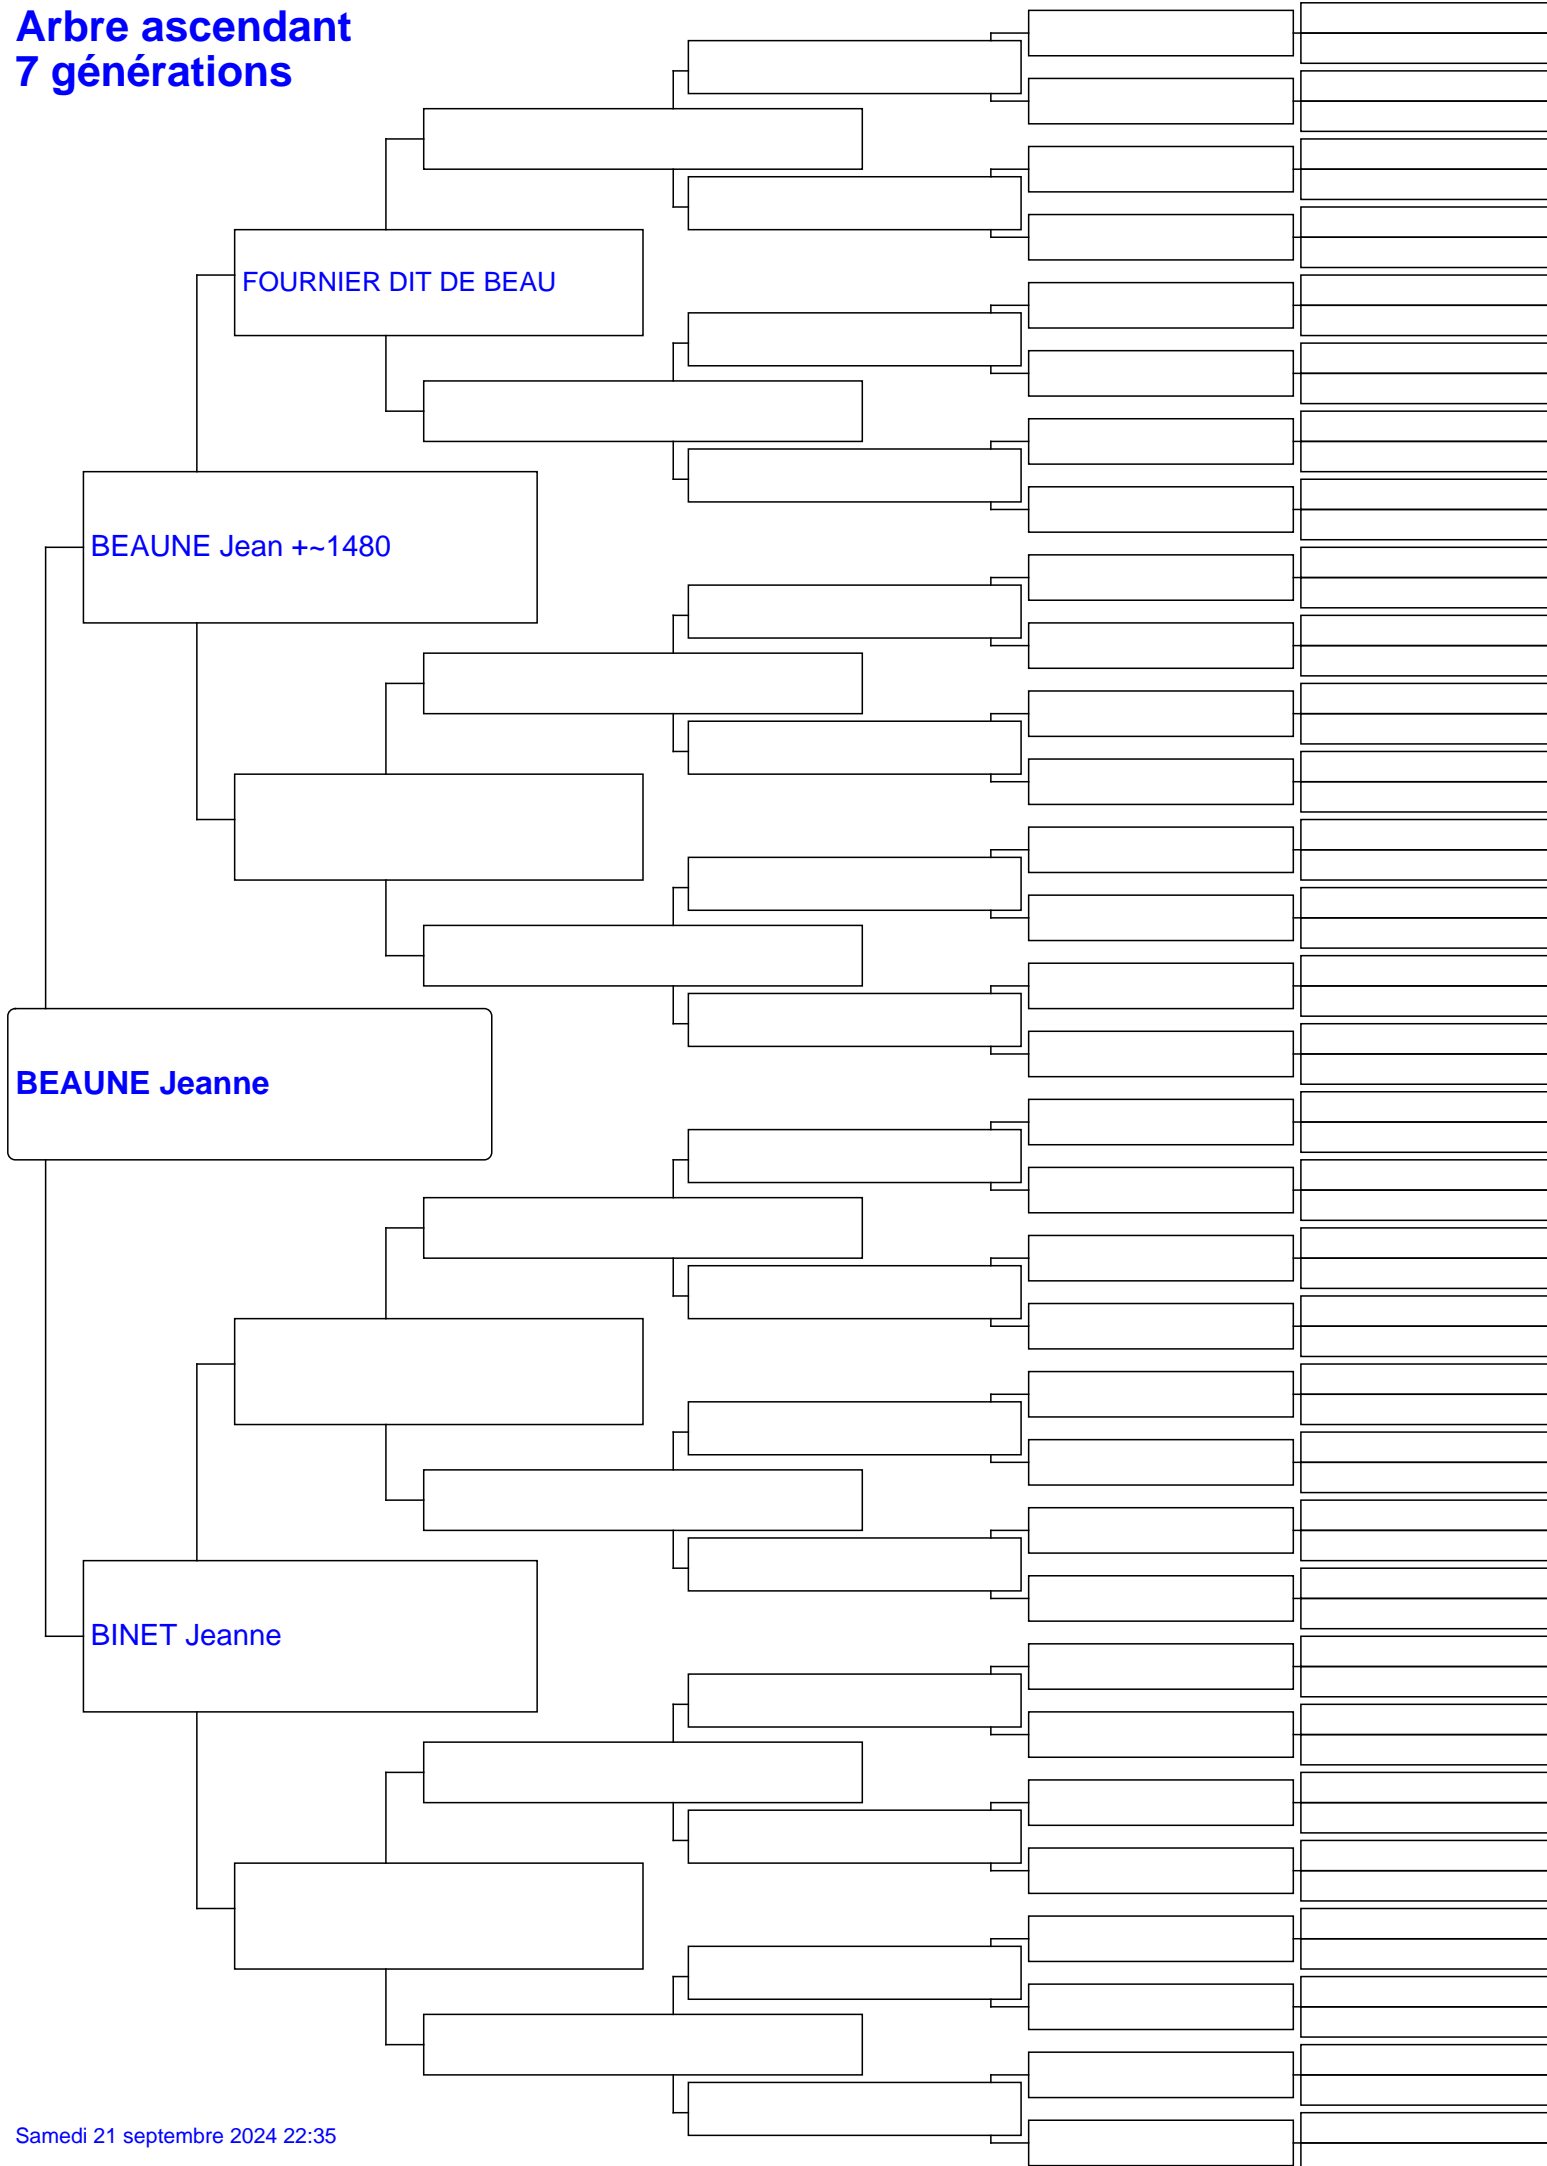 Arbre ascendant
7 générations
FOURNIER DIT DE BEAU
BEAUNE Jean +~1480
BEAUNE Jeanne
BINET Jeanne
Samedi 21 septembre 2024 22:35